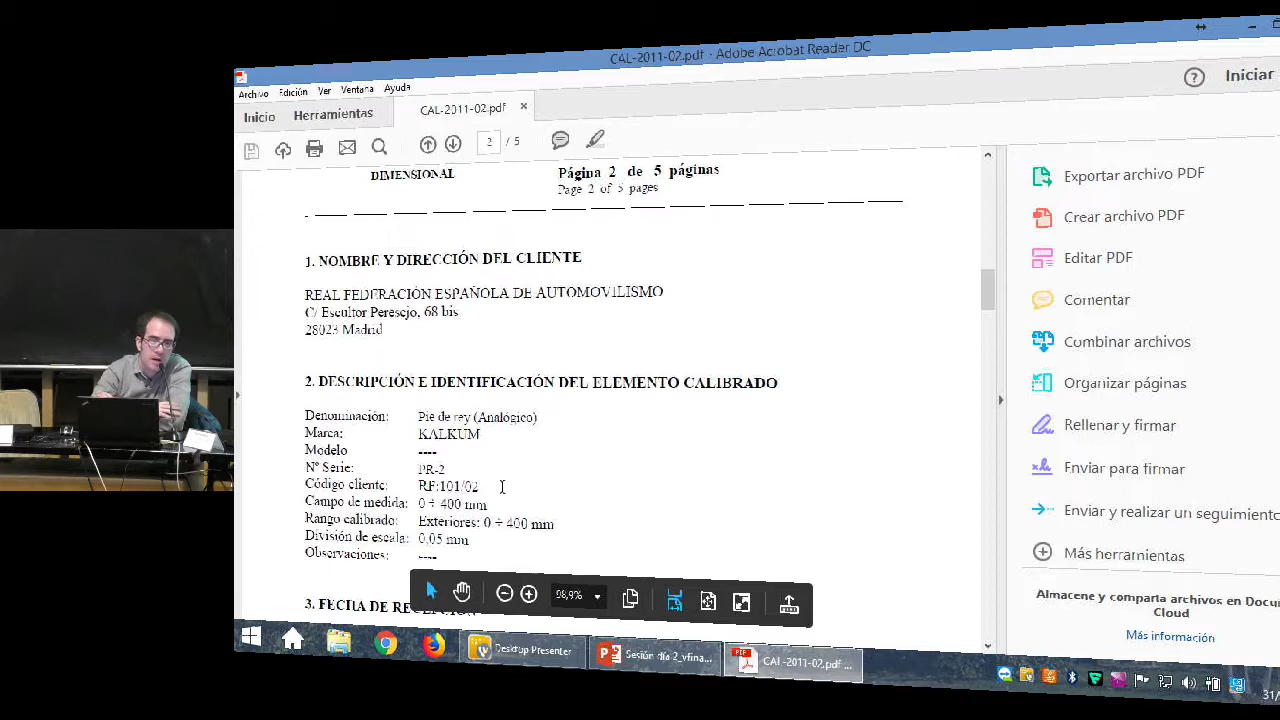 CAL-2011-02.pdf - Adobe Acrobat Reader DC
Archivo Edición Ver Ventana Ayuda
Inicio Herramientas CAL-2011-02.pdf × Iniciar
2 / 5
DIMENSIONAL Página 2 de 5 páginas
Page 2 of 5 pages
1. NOMBRE Y DIRECCIÓN DEL CLIENTE
REAL FEDERACIÓN ESPAÑOLA DE AUTOMOVILISMO
C/ Escultor Peresejo, 68 bis
28023 Madrid
2. DESCRIPCIÓN E IDENTIFICACIÓN DEL ELEMENTO CALIBRADO
Denominación: Pie de rey (Analógico)
Marca: KALKUM
Modelo ----
Nº Serie: PR-2
Código cliente: RF:101/02
Campo de medida: 0 ÷ 400 mm
Rango calibrado: Exteriores: 0 ÷ 400 mm
División de escala: 0,05 mm
Observaciones: ----
3. FECHA DE RECEPCIÓN
98,9%
Exportar archivo PDF
Crear archivo PDF
Editar PDF
Comentar
Combinar archivos
Organizar páginas
Rellenar y firmar
Enviar para firmar
Enviar y realizar un seguimiento
Más herramientas
Almacene y comparta archivos en Docu
Cloud
Más información
Desktop Presenter
Sesión día 2_vfina...
CAL-2011-02.pdf ...
31/